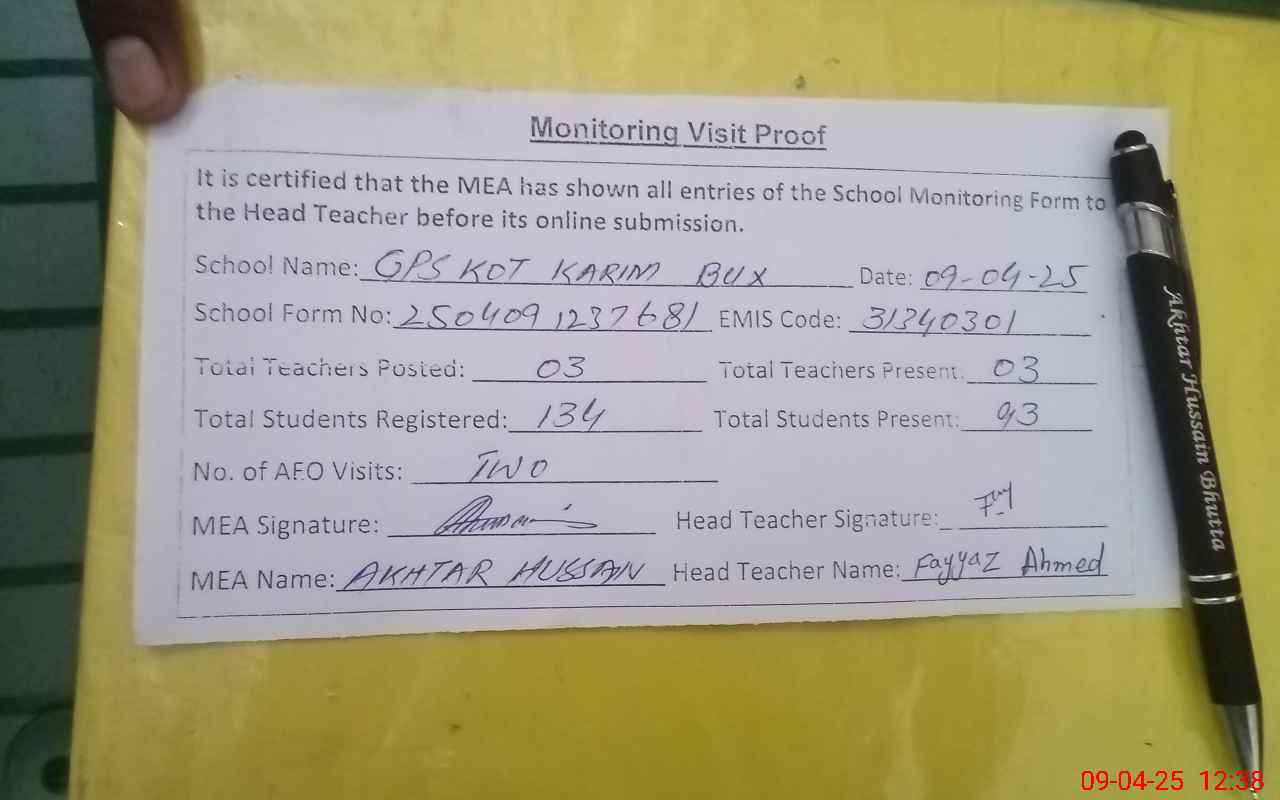 Monitoring Visit Proof
It is certified that the MEA has shown all entries of the School Monitoring Form to
the Head Teacher before its online submission.
School Name: GPS KOT KARIM BUX Date: 09-04-25
School Form No: 2504091237681 EMIS Code: 31340301
Total Teachers Posted: 03 Total Teachers Present: 03
Total Students Registered: 134 Total Students Present: 93
No. of AEO Visits: TWO
MEA Signature: Head Teacher Signature:
MEA Name: AKHTAR HUSSAIN Head Teacher Name: Fayyaz Ahmed
Akhtar Hussain Bhutta
09-04-25 12:38